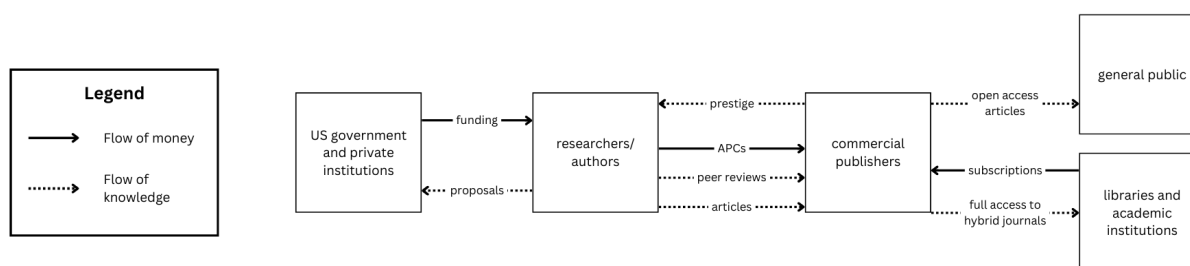 Legend
Flow of money
Flow of
knowledge
US government
and private
institutions
funding
proposals
researchers/
authors
prestige
APCs
peer reviews
articles
commercial
publishers
open access
articles
subscriptions
full access to
hybrid journals
general public
libraries and
academic
institutions